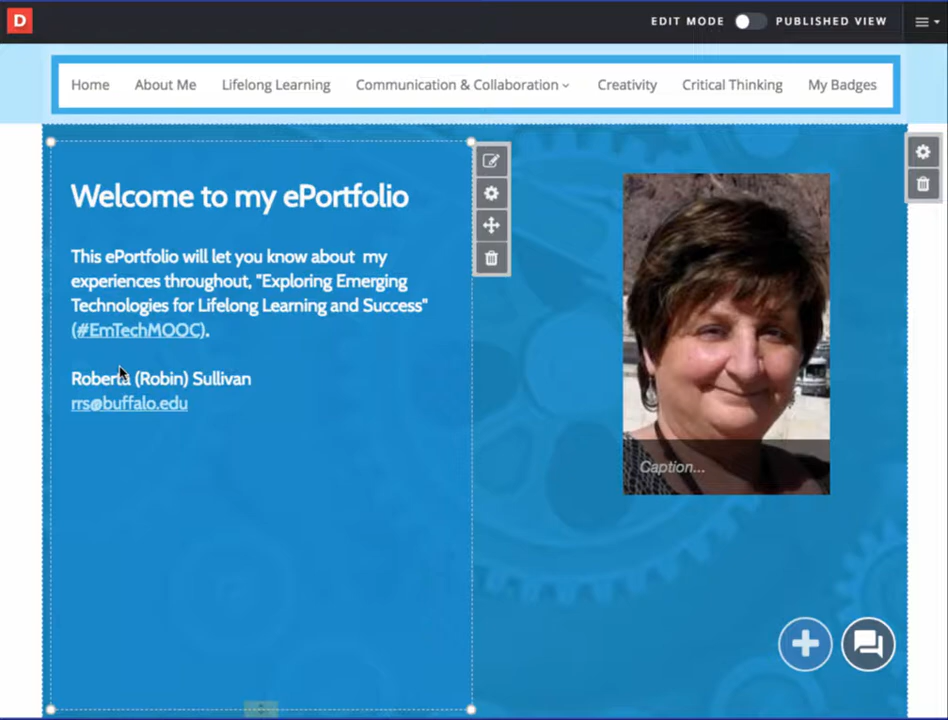 D
EDIT MODE PUBLISHED VIEW
Home About Me Lifelong Learning Communication & Collaboration Creativity Critical Thinking My Badges
Welcome to my ePortfolio
This ePortfolio will let you know about my
experiences throughout, "Exploring Emerging
Technologies for Lifelong Learning and Success"
(#EmTechMOOC).
Roberta (Robin) Sullivan
rrs@buffalo.edu
Caption...